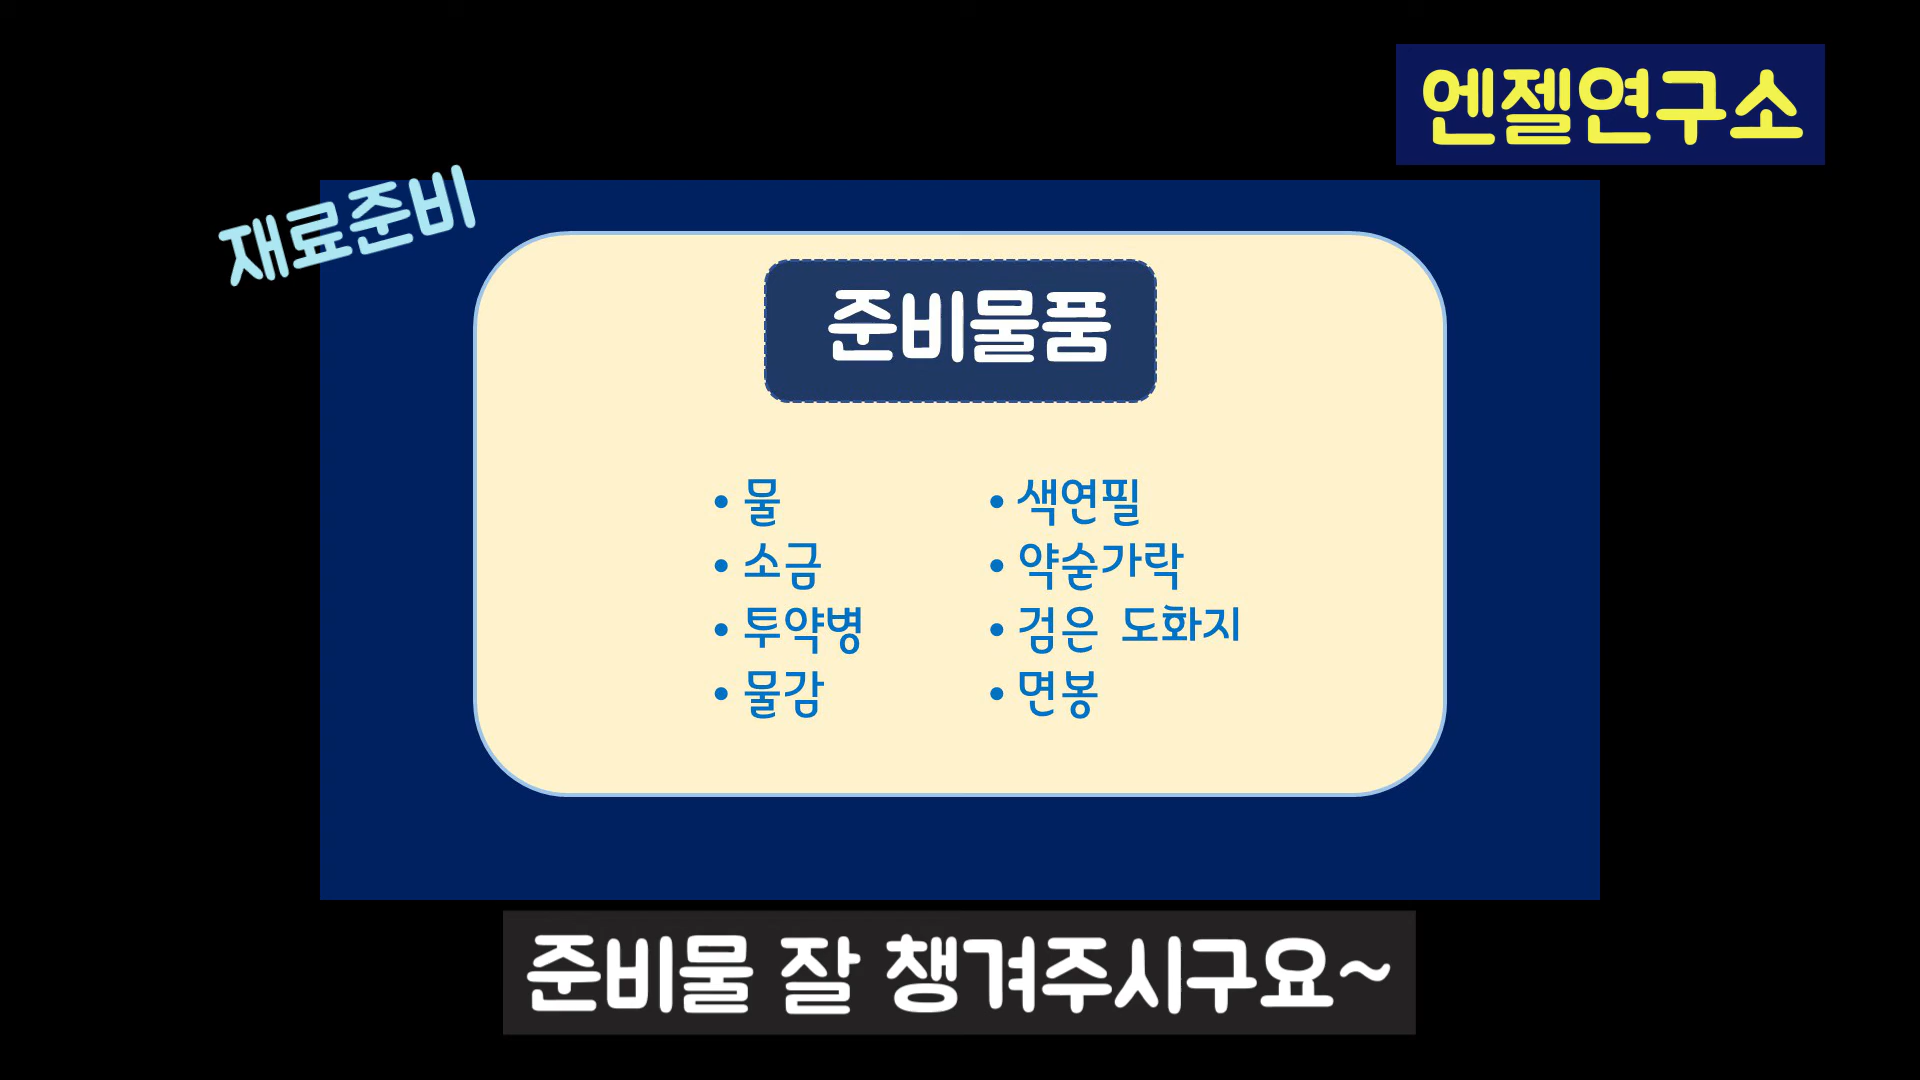 엔젤연구소
재료준비
준비물품
• 물
• 소금
• 투약병
• 물감
• 색연필
• 약숟가락
• 검은 도화지
• 면봉
준비물 잘 챙겨주시구요~